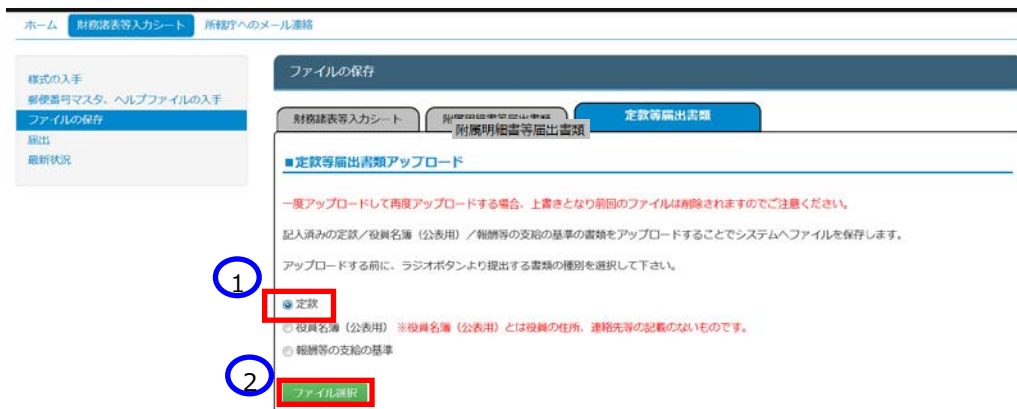 ホーム 財務諸表等入力シート 所轄庁へのメール連絡
様式の入手
郵便番号マスタ、ヘルプファイルの入手
ファイルの保存
届出
最新状況
ファイルの保存
財務諸表等入力シート 附属明細書等届出書類 定款等届出書類
附属明細書等届出書類
■定款等届出書類アップロード
一度アップロードして再度アップロードする場合、上書きとなり前回のファイルは削除されますのでご注意ください。
記入済みの定款／役員名簿（公表用）／報酬等の支給の基準の書類をアップロードすることでシステムへファイルを保存します。
アップロードする前に、ラジオボタンより提出する書類の種別を選択して下さい。
1
定款
役員名簿（公表用） ※役員名簿（公表用）とは役員の住所、連絡先等の記載のないものです。
報酬等の支給の基準
2
ファイル選択